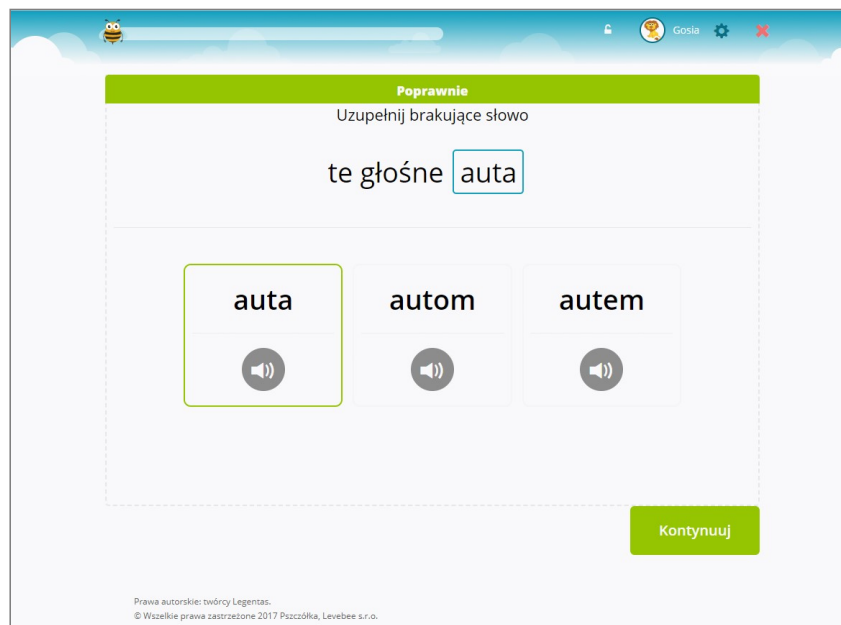 Gosia
Poprawnie
Uzupełnij brakujące słowo
te głośne auta
auta autom autem
Kontynuuj
Prawa autorskie: twórcy Legentas.
© Wszelkie prawa zastrzeżone 2017 Pszczółka, Levebee s.r.o.